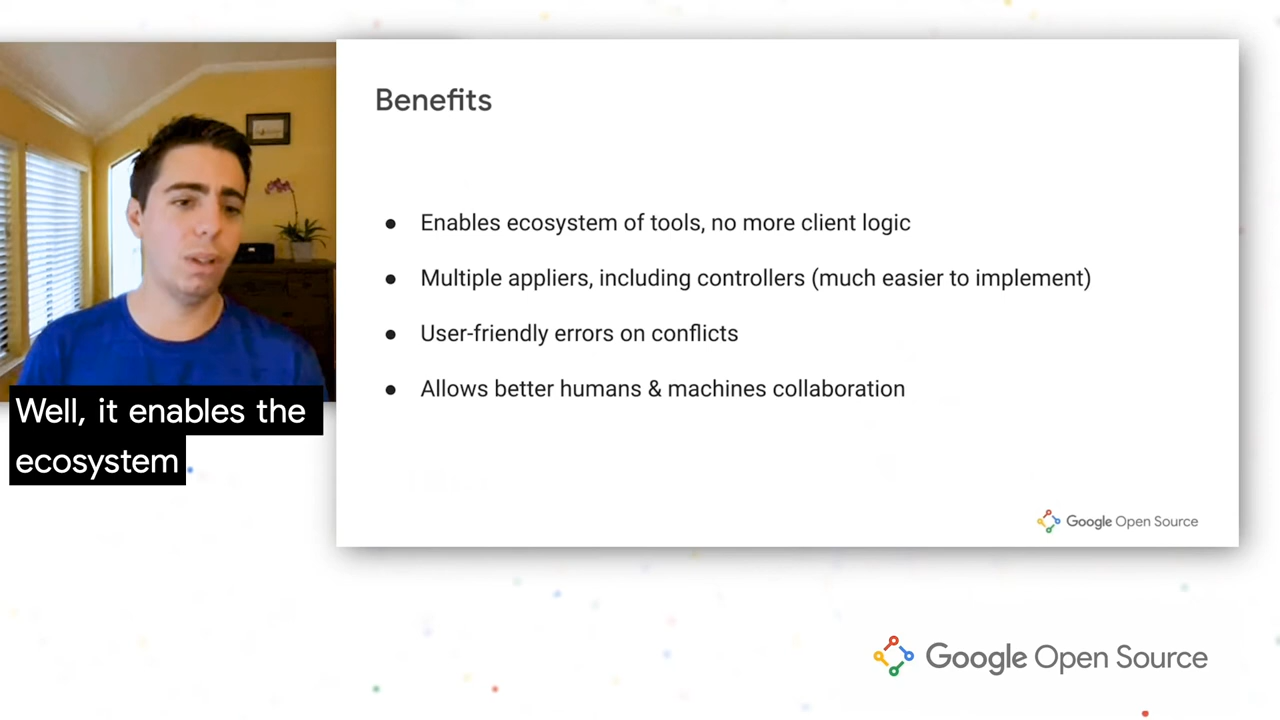 Benefits
● Enables ecosystem of tools, no more client logic
● Multiple appliers, including controllers (much easier to implement)
● User-friendly errors on conflicts
● Allows better humans & machines collaboration
Google Open Source
Well, it enables the
ecosystem
Google Open Source